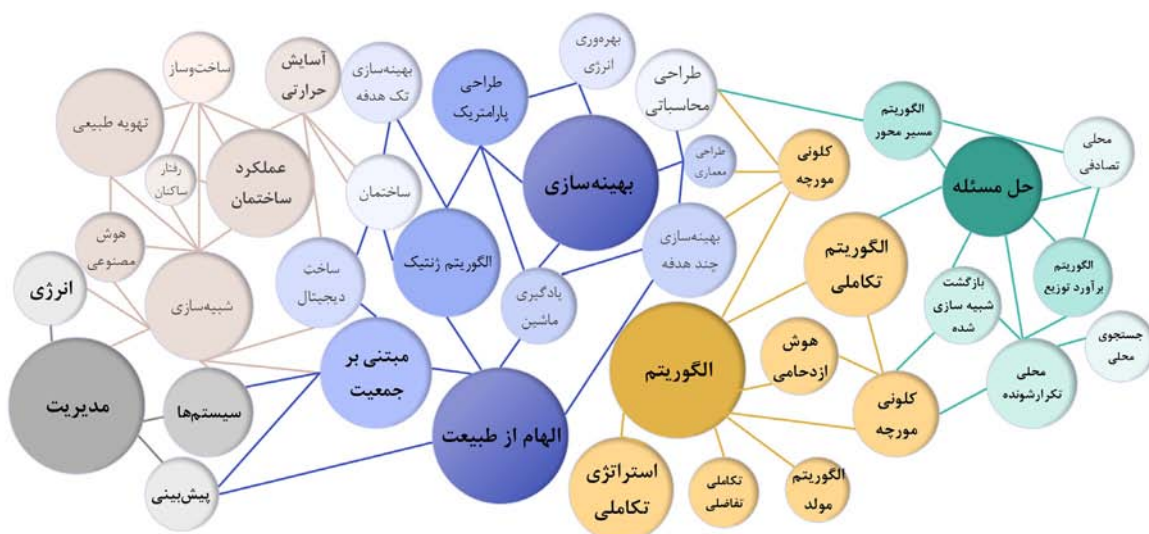 ساخت‌وساز
آسایش
حرارتی
بهینه‌سازی
تک هدفه
طراحی
پارامتریک
بهره‌وری
انرژی
طراحی
محاسباتی
الگوریتم
مسیر محور
محلی
تصادفی
تهویه طبیعی
رفتار
ساکنان
عملکرد
ساختمان
ساختمان
بهینه‌سازی
طراحی
معماری
کلونی
مورچه
حل مسئله
هوش
مصنوعی
انرژی
شبیه‌سازی
ساخت
دیجیتال
الگوریتم ژنتیک
یادگیری
ماشین
بهینه‌سازی
چند هدفه
الگوریتم
تکاملی
بازگشت
شبیه سازی
شده
الگوریتم
برآورد توزیع
جستجوی
محلی
مدیریت
سیستم‌ها
پیش‌بینی
مبتنی بر
جمعیت
الهام از طبیعت
الگوریتم
هوش
ازدحامی
کلونی
مورچه
محلی
تکرارشونده
استراتژی
تکاملی
تکاملی
تفاضلی
الگوریتم
مولد